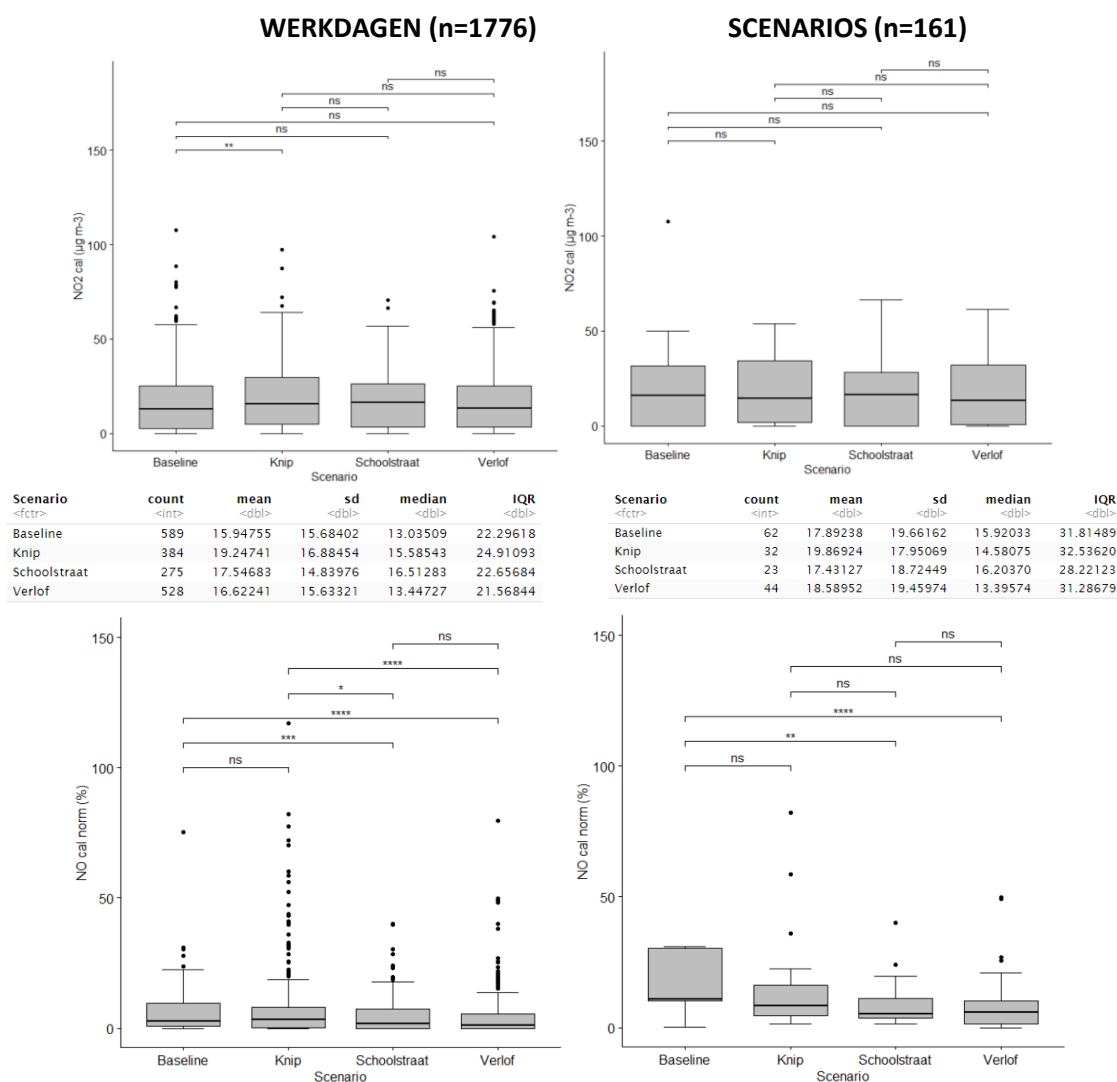 WERKDAGEN (n=1776)
SCENARIOS (n=161)
ns
ns
ns
ns
ns
**
150
100
50
0
NO2 cal (µg m-3)
Baseline Knip Schoolstraat Verlof
Scenario
ns
ns
ns
ns
ns
ns
150
100
50
0
NO2 cal (µg m-3)
Baseline Knip Schoolstraat Verlof
Scenario
Scenario count mean sd median IQR
<fctr> <int> <dbl> <dbl> <dbl> <dbl>
Baseline 589 15.94755 15.68402 13.03509 22.29618
Knip 384 19.24741 16.88454 15.58543 24.91093
Schoolstraat 275 17.54683 14.83976 16.51283 22.65684
Verlof 528 16.62241 15.63321 13.44727 21.56844
Scenario count mean sd median IQR
<fctr> <int> <dbl> <dbl> <dbl> <dbl>
Baseline 62 17.89238 19.66162 15.92033 31.81489
Knip 32 19.86924 17.95069 14.58075 32.53620
Schoolstraat 23 17.43127 18.72449 16.20370 28.22123
Verlof 44 18.58952 19.45974 13.39574 31.28679
ns
****
*
****
***
ns
150
100
50
0
NO cal norm (%)
Baseline Knip Schoolstraat Verlof
Scenario
ns
ns
ns
****
**
ns
150
100
50
0
NO cal norm (%)
Baseline Knip Schoolstraat Verlof
Scenario